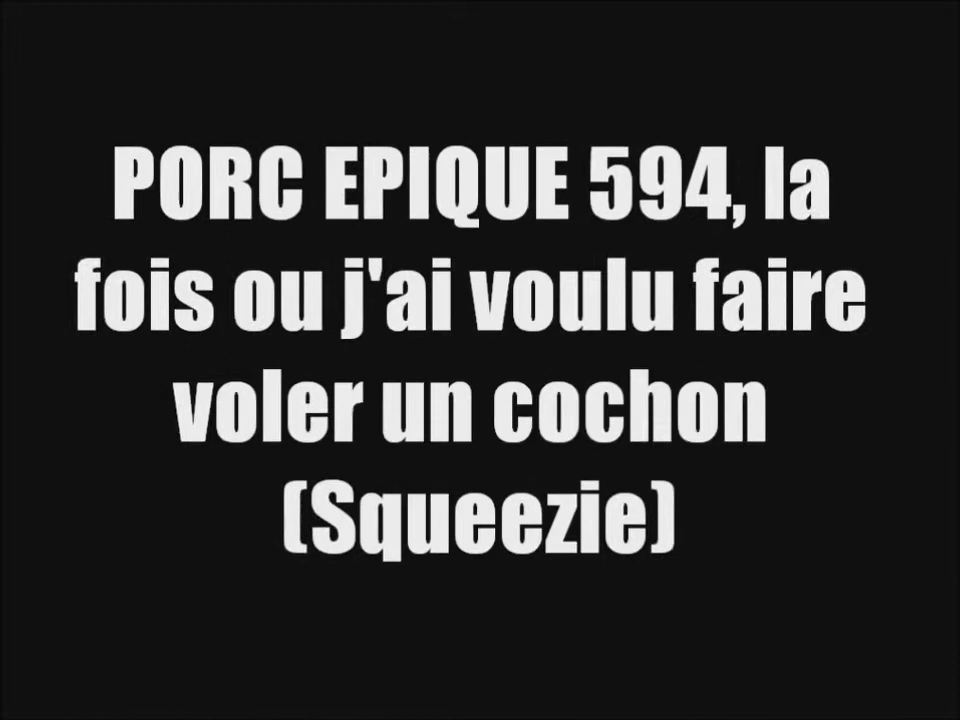 PORC EPIQUE 594, la
fois ou j'ai voulu faire
voler un cochon
(Squeezie)